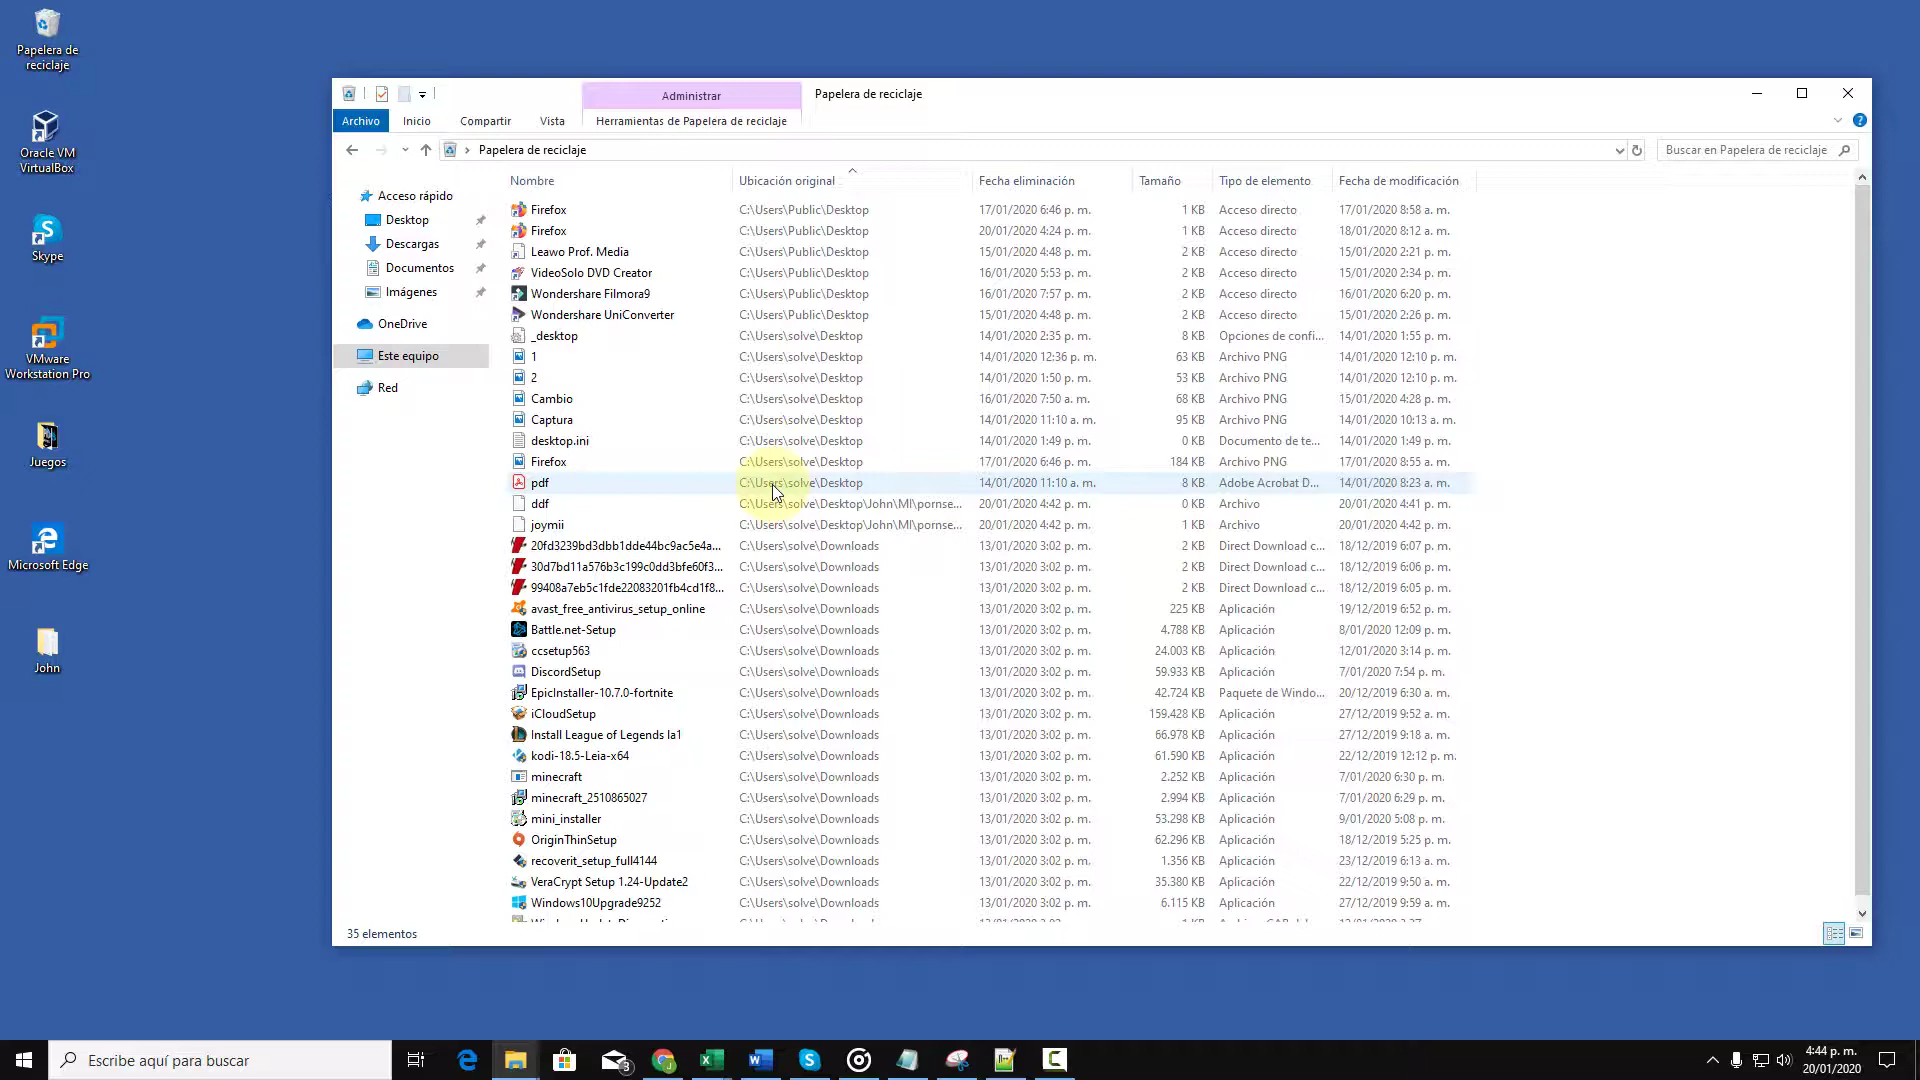 Papelera de reciclaje
Oracle VM VirtualBox
Skype
VMware Workstation Pro
Juegos
Microsoft Edge
John
Administrar
Papelera de reciclaje
Archivo Inicio Compartir Vista Herramientas de Papelera de reciclaje
Papelera de reciclaje
Buscar en Papelera de reciclaje
Acceso rápido
Desktop
Descargas
Documentos
Imágenes
OneDrive
Este equipo
Red
Nombre Ubicación original Fecha eliminación Tamaño Tipo de elemento Fecha de modificación
Firefox C:\Users\Public\Desktop 17/01/2020 6:46 p. m. 1 KB Acceso directo 17/01/2020 8:58 a. m.
Firefox C:\Users\Public\Desktop 20/01/2020 4:24 p. m. 1 KB Acceso directo 18/01/2020 8:12 a. m.
Leawo Prof. Media C:\Users\Public\Desktop 15/01/2020 4:48 p. m. 2 KB Acceso directo 15/01/2020 2:21 p. m.
VideoSolo DVD Creator C:\Users\Public\Desktop 16/01/2020 5:53 p. m. 2 KB Acceso directo 15/01/2020 2:34 p. m.
Wondershare Filmora9 C:\Users\Public\Desktop 16/01/2020 7:57 p. m. 2 KB Acceso directo 16/01/2020 6:20 p. m.
Wondershare UniConverter C:\Users\Public\Desktop 15/01/2020 4:48 p. m. 2 KB Acceso directo 15/01/2020 2:26 p. m.
_desktop C:\Users\solve\Desktop 14/01/2020 2:35 p. m. 8 KB Opciones de confi... 14/01/2020 1:55 p. m.
1 C:\Users\solve\Desktop 14/01/2020 12:36 p. m. 63 KB Archivo PNG 14/01/2020 12:10 p. m.
2 C:\Users\solve\Desktop 14/01/2020 1:50 p. m. 53 KB Archivo PNG 14/01/2020 12:10 p. m.
Cambio C:\Users\solve\Desktop 16/01/2020 7:50 a. m. 68 KB Archivo PNG 15/01/2020 4:28 p. m.
Captura C:\Users\solve\Desktop 14/01/2020 11:10 a. m. 95 KB Archivo PNG 14/01/2020 10:13 a. m.
desktop.ini C:\Users\solve\Desktop 14/01/2020 1:49 p. m. 0 KB Documento de te... 14/01/2020 1:49 p. m.
Firefox C:\Users\solve\Desktop 17/01/2020 6:46 p. m. 184 KB Archivo PNG 17/01/2020 8:55 a. m.
pdf C:\Users\solve\Desktop 14/01/2020 11:10 a. m. 8 KB Adobe Acrobat D... 14/01/2020 8:23 a. m.
ddf C:\Users\solve\Desktop\John\MI\pornse... 20/01/2020 4:42 p. m. 0 KB Archivo 20/01/2020 4:41 p. m.
joymii C:\Users\solve\Desktop\John\MI\pornse... 20/01/2020 4:42 p. m. 1 KB Archivo 20/01/2020 4:42 p. m.
20fd3239bd3dbb1dde44bc9ac5e4a... C:\Users\solve\Downloads 13/01/2020 3:02 p. m. 2 KB Direct Download c... 18/12/2019 6:07 p. m.
30d7bd11a576b3c199c0dd3bfe60f3... C:\Users\solve\Downloads 13/01/2020 3:02 p. m. 2 KB Direct Download c... 18/12/2019 6:06 p. m.
99408a7eb5c1fde22083201fb4cd1f8... C:\Users\solve\Downloads 13/01/2020 3:02 p. m. 2 KB Direct Download c... 18/12/2019 6:05 p. m.
avast_free_antivirus_setup_online C:\Users\solve\Downloads 13/01/2020 3:02 p. m. 225 KB Aplicación 19/12/2019 6:52 p. m.
Battle.net-Setup C:\Users\solve\Downloads 13/01/2020 3:02 p. m. 4.788 KB Aplicación 8/01/2020 12:09 p. m.
ccsetup563 C:\Users\solve\Downloads 13/01/2020 3:02 p. m. 24.003 KB Aplicación 12/01/2020 3:14 p. m.
DiscordSetup C:\Users\solve\Downloads 13/01/2020 3:02 p. m. 59.933 KB Aplicación 7/01/2020 7:54 p. m.
EpicInstaller-10.7.0-fortnite C:\Users\solve\Downloads 13/01/2020 3:02 p. m. 42.724 KB Paquete de Windo... 20/12/2019 6:30 a. m.
iCloudSetup C:\Users\solve\Downloads 13/01/2020 3:02 p. m. 159.428 KB Aplicación 27/12/2019 9:52 a. m.
Install League of Legends la1 C:\Users\solve\Downloads 13/01/2020 3:02 p. m. 66.978 KB Aplicación 27/12/2019 9:18 a. m.
kodi-18.5-Leia-x64 C:\Users\solve\Downloads 13/01/2020 3:02 p. m. 61.590 KB Aplicación 22/12/2019 12:12 p. m.
minecraft C:\Users\solve\Downloads 13/01/2020 3:02 p. m. 2.252 KB Aplicación 7/01/2020 6:30 p. m.
minecraft_2510865027 C:\Users\solve\Downloads 13/01/2020 3:02 p. m. 2.994 KB Aplicación 7/01/2020 6:29 p. m.
mini_installer C:\Users\solve\Downloads 13/01/2020 3:02 p. m. 53.298 KB Aplicación 9/01/2020 5:08 p. m.
OriginThinSetup C:\Users\solve\Downloads 13/01/2020 3:02 p. m. 62.296 KB Aplicación 18/12/2019 5:25 p. m.
recoverit_setup_full4144 C:\Users\solve\Downloads 13/01/2020 3:02 p. m. 1.356 KB Aplicación 23/12/2019 6:13 a. m.
VeraCrypt Setup 1.24-Update2 C:\Users\solve\Downloads 13/01/2020 3:02 p. m. 35.380 KB Aplicación 22/12/2019 9:50 a. m.
Windows10Upgrade9252 C:\Users\solve\Downloads 13/01/2020 3:02 p. m. 6.115 KB Aplicación 27/12/2019 9:59 a. m.
35 elementos
Escribe aquí para buscar
3
4:44 p. m.
20/01/2020